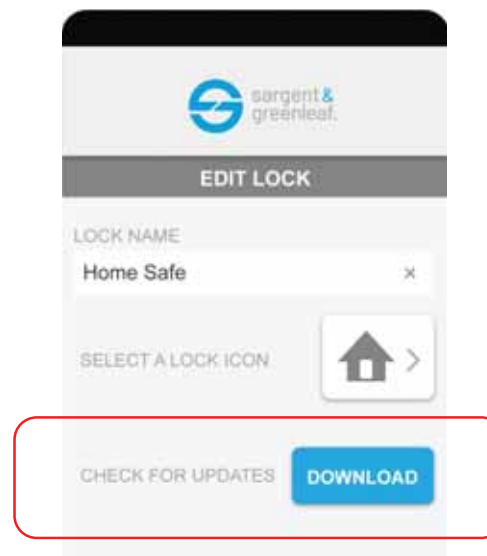 sargent &
greenleaf.
EDIT LOCK
LOCK NAME
Home Safe ×
SELECT A LOCK ICON >
CHECK FOR UPDATES DOWNLOAD